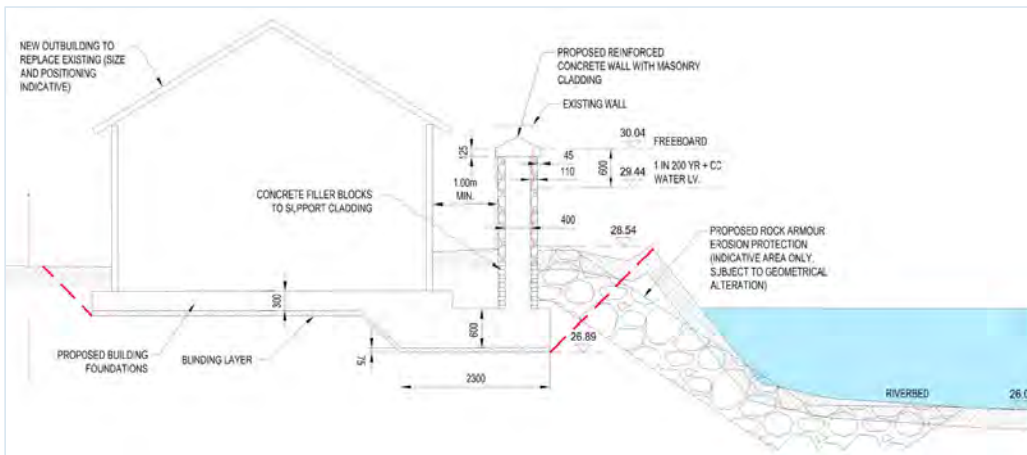 NEW OUTBUILDING TO
REPLACE EXISTING (SIZE
AND POSITIONING
INDICATIVE)
PROPOSED REINFORCED
CONCRETE WALL WITH MASONRY
CLADDING
EXISTING WALL
30.04
FREEBOARD
125
45
600
29.44
1 IN 200 YR + CC
WATER LV.
110
1.00m
MIN.
CONCRETE FILLER BLOCKS
TO SUPPORT CLADDING
400
28.54
PROPOSED ROCK ARMOUR
EROSION PROTECTION
(INDICATIVE AREA ONLY,
SUBJECT TO GEOMETRICAL
ALTERATION)
300
600
26.89
PROPOSED BUILDING
FOUNDATIONS
BLINDING LAYER
75
2300
RIVERBED
26.0